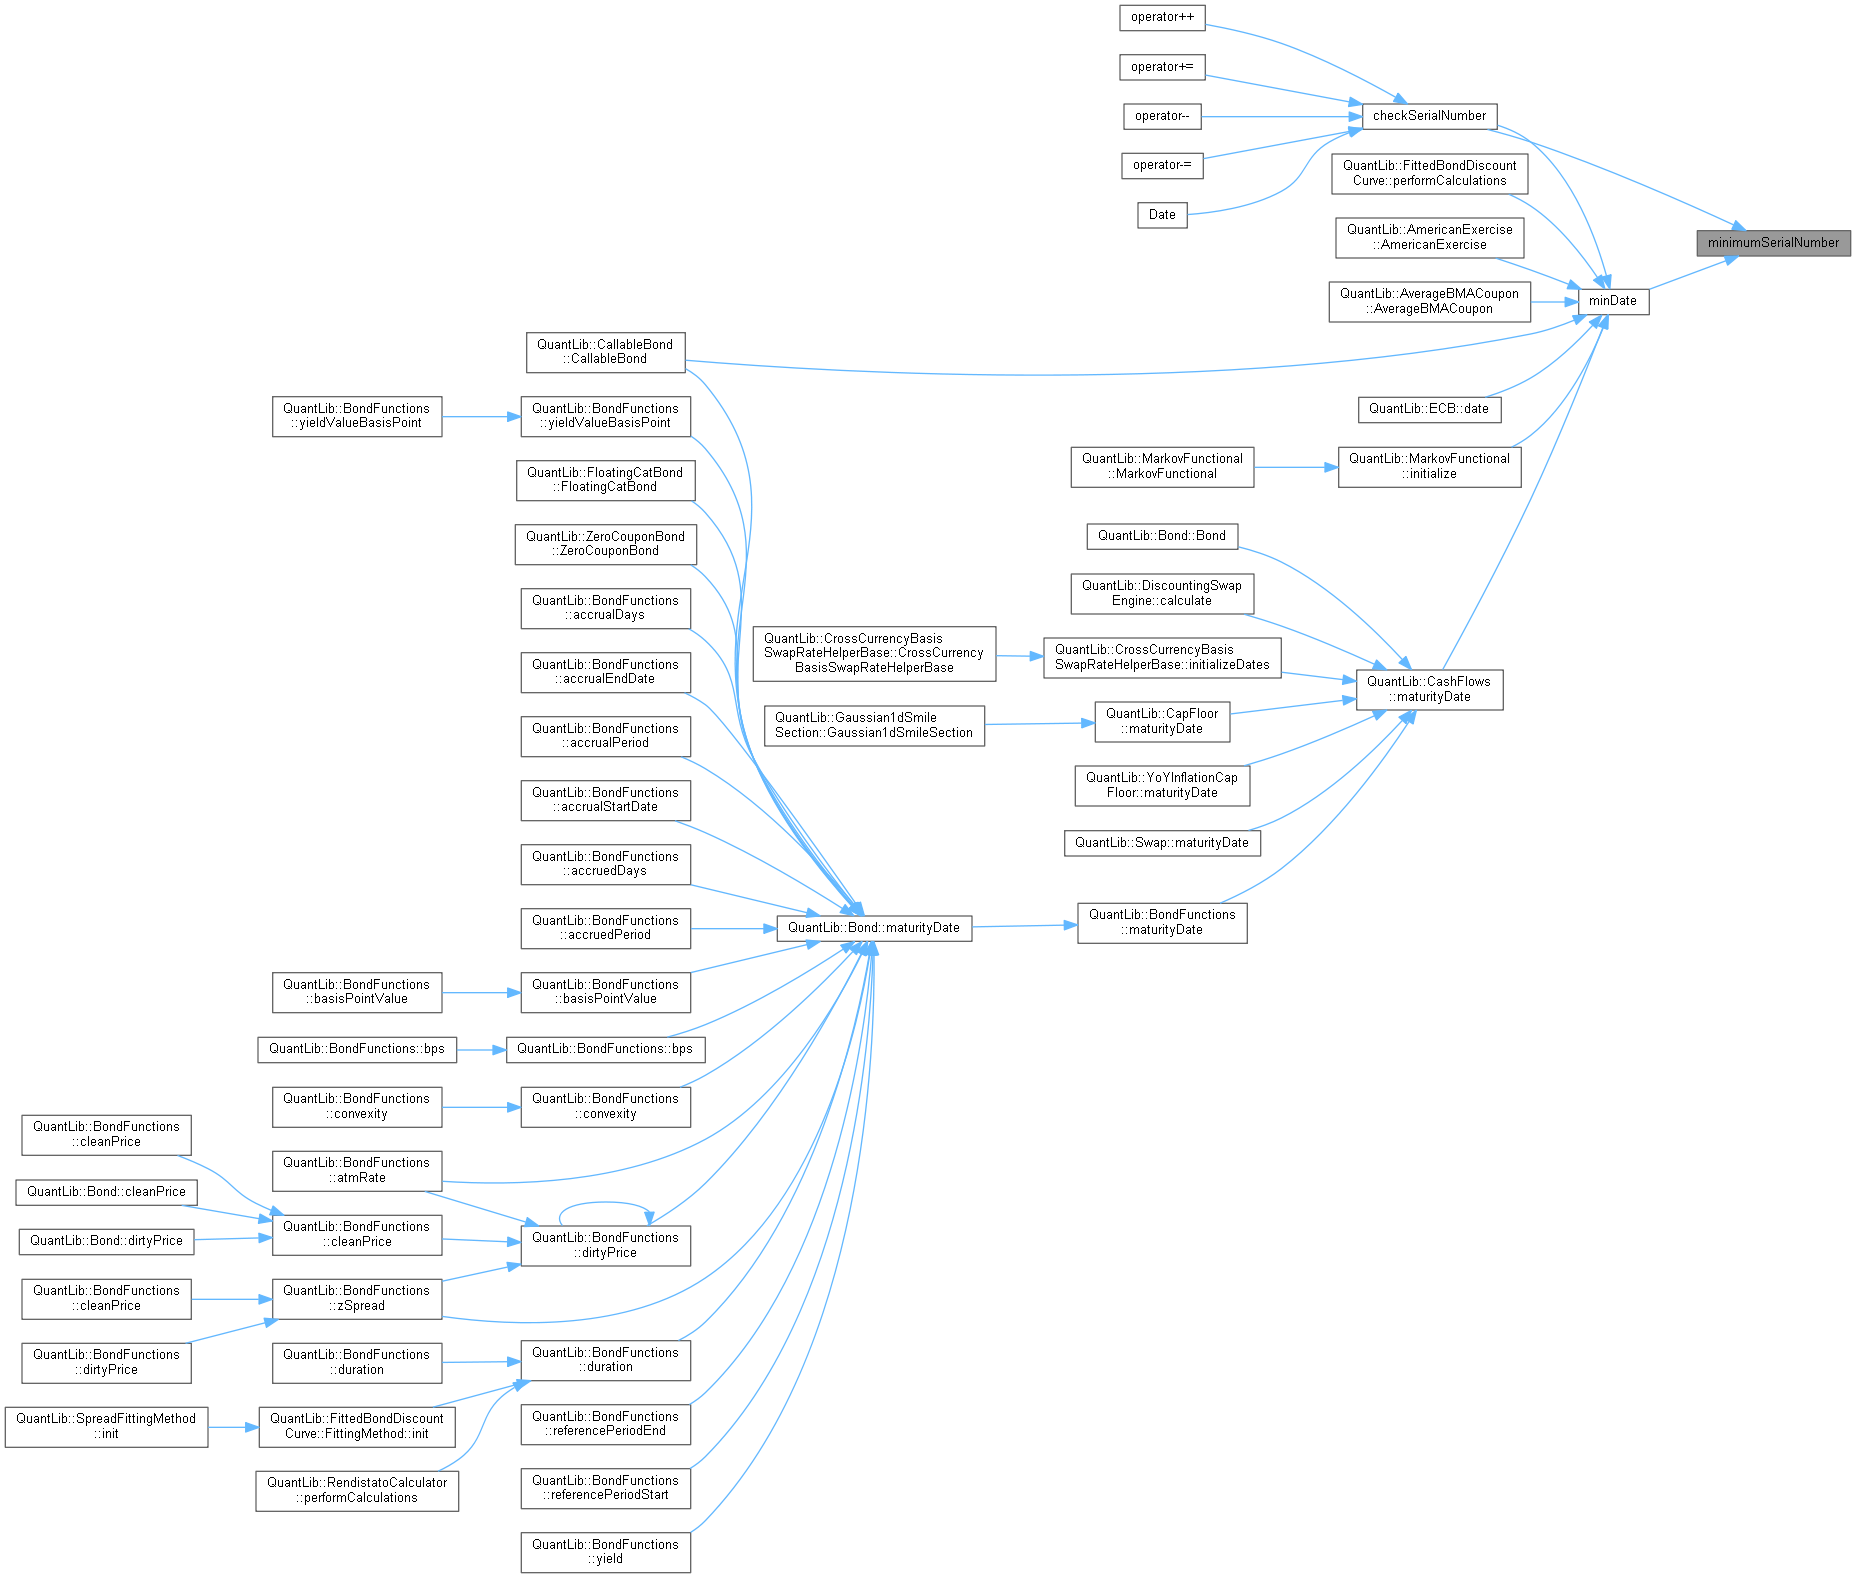 operator++
operator+=
checkSerialNumber
operator--
operator-=
QuantLib::FittedBondDiscount
Curve::performCalculations
Date
QuantLib::AmericanExercise
::AmericanExercise
minimumSerialNumber
QuantLib::AverageBMACoupon
::AverageBMACoupon
minDate
QuantLib::CallableBond
::CallableBond
QuantLib::BondFunctions
::yieldValueBasisPoint
QuantLib::BondFunctions
::yieldValueBasisPoint
QuantLib::ECB::date
QuantLib::FloatingCatBond
::FloatingCatBond
QuantLib::MarkovFunctional
::MarkovFunctional
QuantLib::MarkovFunctional
::initialize
QuantLib::ZeroCouponBond
::ZeroCouponBond
QuantLib::Bond::Bond
QuantLib::BondFunctions
::accrualDays
QuantLib::DiscountingSwap
Engine::calculate
QuantLib::BondFunctions
::accrualEndDate
QuantLib::CrossCurrencyBasis
SwapRateHelperBase::CrossCurrency
BasisSwapRateHelperBase
QuantLib::CrossCurrencyBasis
SwapRateHelperBase::initializeDates
QuantLib::CashFlows
::maturityDate
QuantLib::BondFunctions
::accrualPeriod
QuantLib::Gaussian1dSmile
Section::Gaussian1dSmileSection
QuantLib::CapFloor
::maturityDate
QuantLib::BondFunctions
::accrualStartDate
QuantLib::YoYInflationCap
Floor::maturityDate
QuantLib::BondFunctions
::accruedDays
QuantLib::Swap::maturityDate
QuantLib::BondFunctions
::accruedPeriod
QuantLib::Bond::maturityDate
QuantLib::BondFunctions
::maturityDate
QuantLib::BondFunctions
::basisPointValue
QuantLib::BondFunctions
::basisPointValue
QuantLib::BondFunctions::bps
QuantLib::BondFunctions::bps
QuantLib::BondFunctions
::convexity
QuantLib::BondFunctions
::convexity
QuantLib::BondFunctions
::cleanPrice
QuantLib::BondFunctions
::atmRate
QuantLib::Bond::cleanPrice
QuantLib::Bond::dirtyPrice
QuantLib::BondFunctions
::cleanPrice
QuantLib::BondFunctions
::dirtyPrice
QuantLib::BondFunctions
::cleanPrice
QuantLib::BondFunctions
::zSpread
QuantLib::BondFunctions
::dirtyPrice
QuantLib::BondFunctions
::duration
QuantLib::BondFunctions
::duration
QuantLib::SpreadFittingMethod
::init
QuantLib::FittedBondDiscount
Curve::FittingMethod::init
QuantLib::BondFunctions
::referencePeriodEnd
QuantLib::RendistatoCalculator
::performCalculations
QuantLib::BondFunctions
::referencePeriodStart
QuantLib::BondFunctions
::yield